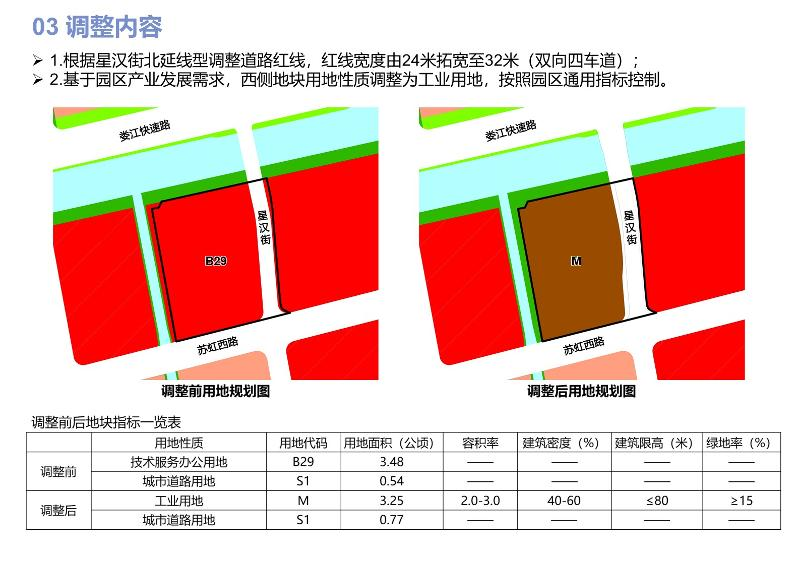 03 调整内容
➢ 1.根据星汉街北延线型调整道路红线，红线宽度由24米拓宽至32米（双向四车道）；
➢ 2.基于园区产业发展需求，西侧地块用地性质调整为工业用地，按照园区通用指标控制。
娄江快速路
星汉街
B29
苏虹西路
调整前用地规划图
娄江快速路
星汉街
M
苏虹西路
调整后用地规划图
调整前后地块指标一览表
用地性质 用地代码 用地面积（公顷） 容积率 建筑密度（%） 建筑限高（米） 绿地率（%）
调整前 技术服务办公用地 B29 3.48 —— —— —— ——
城市道路用地 S1 0.54 —— —— —— ——
调整后 工业用地 M 3.25 2.0-3.0 40-60 ≤80 ≥15
城市道路用地 S1 0.77 —— —— —— ——